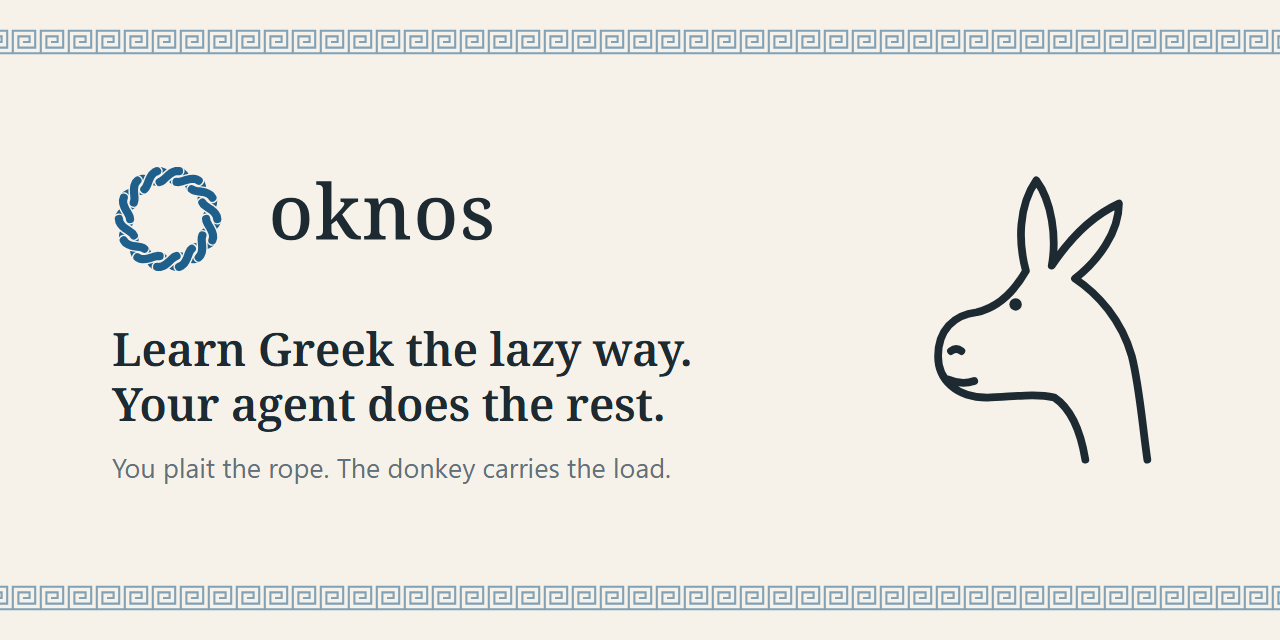 oknos
Learn Greek the lazy way.
Your agent does the rest.
You plait the rope. The donkey carries the load.